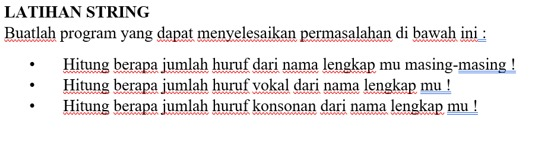 LATIHAN STRING
Buatlah program yang dapat menyelesaikan permasalahan di bawah ini :
• Hitung berapa jumlah huruf dari nama lengkap mu masing-masing !
• Hitung berapa jumlah huruf vokal dari nama lengkap mu !
• Hitung berapa jumlah huruf konsonan dari nama lengkap mu !